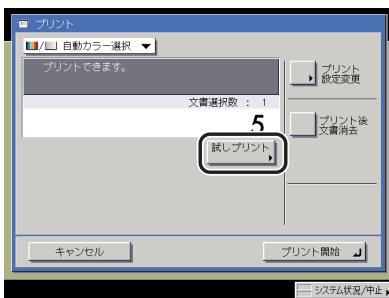 プリント
自動カラー選択
プリントできます。
プリント
設定変更
文書選択数 : 1
5
プリント後
文書消去
試しプリント
キャンセル
プリント開始
システム状況/中止